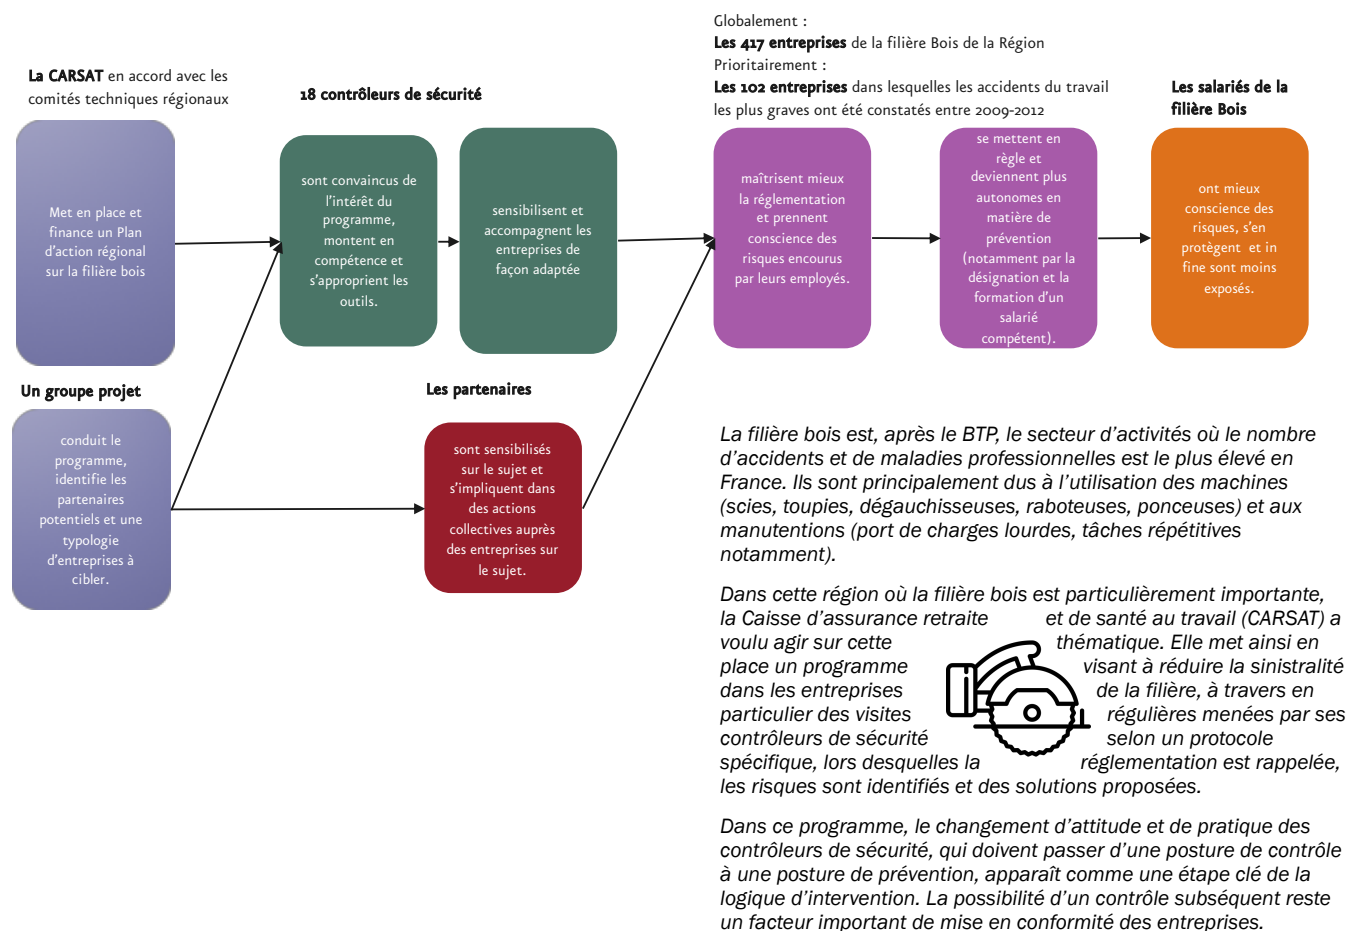 La CARSAT en accord avec les
comités techniques régionaux
Met en place et
finance un Plan
d'action régional
sur la filière bois
Un groupe projet
conduit le
programme,
identifie les
partenaires
potentiels et une
typologie
d'entreprises à
cibler.
18 contrôleurs de sécurité
sont convaincus de
l'intérêt du
programme,
montent en
compétence et
s'approprient les
outils.
sensibilisent et
accompagnent les
entreprises de
façon adaptée
Les partenaires
sont sensibilisés
sur le sujet et
s'impliquent dans
des actions
collectives auprès
des entreprises sur
le sujet.
Globalement :
Les 417 entreprises de la filière Bois de la Région
Prioritairement :
Les 102 entreprises dans lesquelles les accidents du travail
les plus graves ont été constatés entre 2009-2012
maîtrisent mieux
la réglementation
et prennent
conscience des
risques encourus
par leurs employés.
se mettent en
règle et
deviennent plus
autonomes en
matière de
prévention
(notamment par la
désignation et la
formation d'un
salarié
compétent).
Les salariés de la
filière Bois
ont mieux
conscience des
risques, s'en
protègent et in
fine sont moins
exposés.
La filière bois est, après le BTP, le secteur d'activités où le nombre
d'accidents et de maladies professionnelles est le plus élevé en
France. Ils sont principalement dus à l'utilisation des machines
(scies, toupies, dégauchisseuses, raboteuses, ponceuses) et aux
manutentions (port de charges lourdes, tâches répétitives
notamment).
Dans cette région où la filière bois est particulièrement importante,
la Caisse d'assurance retraite et de santé au travail (CARSAT) a
voulu agir sur cette thématique. Elle met ainsi en
place un programme visant à réduire la sinistralité
dans les entreprises de la filière, à travers en
particulier des visites régulières menées par ses
contrôleurs de sécurité selon un protocole
spécifique, lors desquelles la réglementation est rappelée,
les risques sont identifiés et des solutions proposées.
Dans ce programme, le changement d'attitude et de pratique des
contrôleurs de sécurité, qui doivent passer d'une posture de contrôle
à une posture de prévention, apparaît comme une étape clé de la
logique d'intervention. La possibilité d'un contrôle subséquent reste
un facteur important de mise en conformité des entreprises.